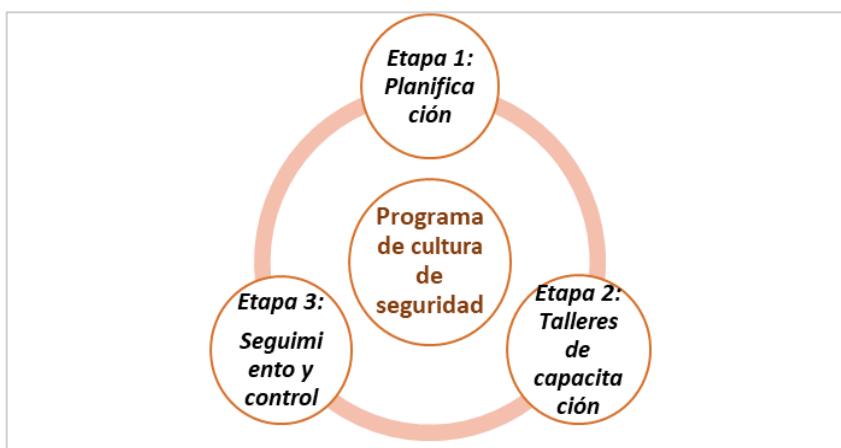 Etapa 1:
Planifica
ción
Programa
de cultura
de
seguridad
Etapa 2:
Talleres
de
capacita
ción
Etapa 3:
Seguimi
ento y
control